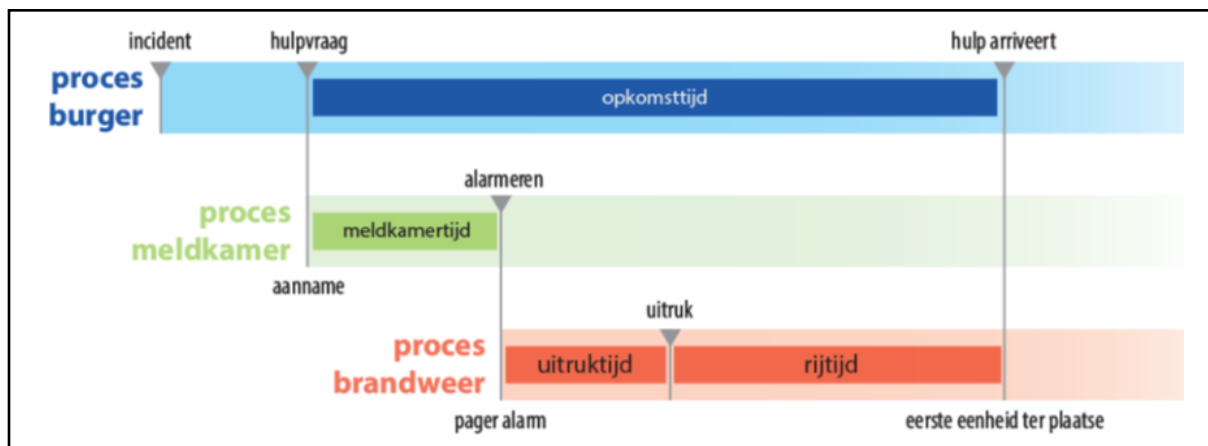 incident
hulpvraag
hulp arriveert
proces
burger
opkomsttijd
alarmeren
proces
meldkamer
meldkamertijd
aanname
uitruk
proces
brandweer
uitruktijd
rijtijd
pager alarm
eerste eenheid ter plaatse